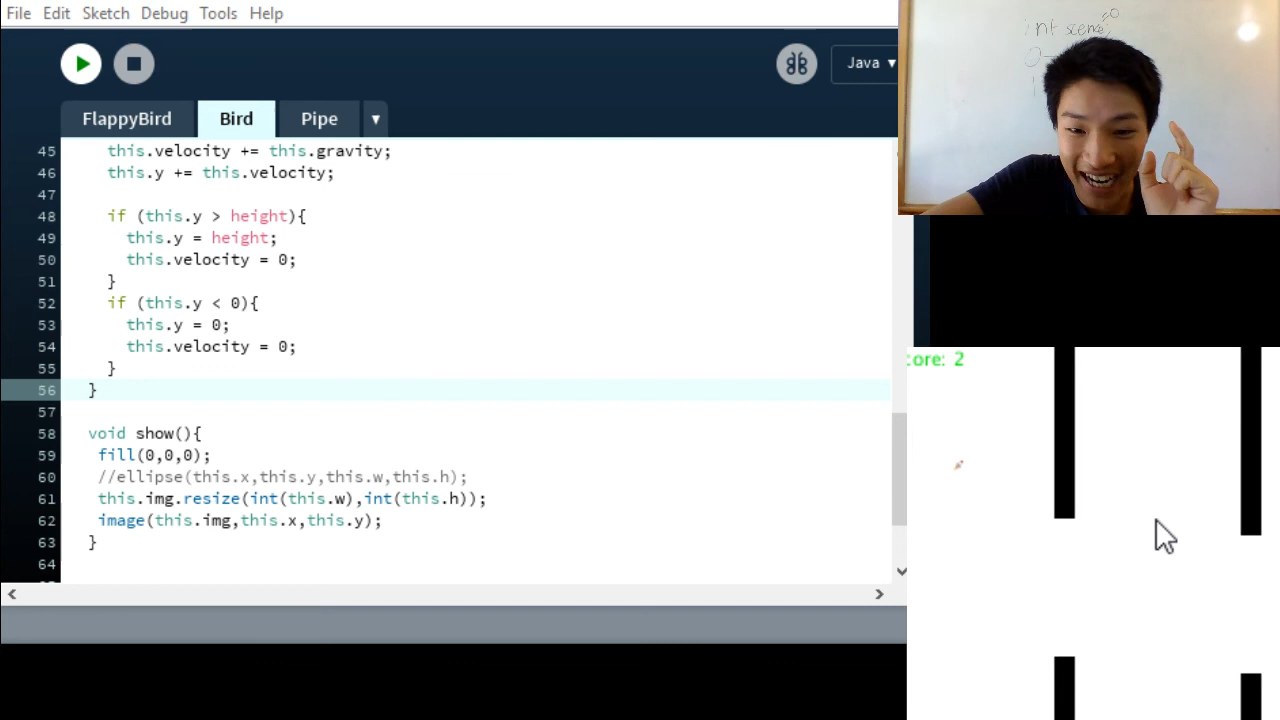 File Edit Sketch Debug Tools Help
Java ▾
FlappyBird Bird Pipe ▾
45 this.velocity += this.gravity;
46 this.y += this.velocity;
47
48 if (this.y > height){
49 this.y = height;
50 this.velocity = 0;
51 }
52 if (this.y < 0){
53 this.y = 0;
54 this.velocity = 0;
55 }
56 }
57
58 void show(){
59 fill(0,0,0);
60 //ellipse(this.x,this.y,this.w,this.h);
61 this.img.resize(int(this.w),int(this.h));
62 image(this.img,this.x,this.y);
63 }
64
int scene=0
0
1
core: 2